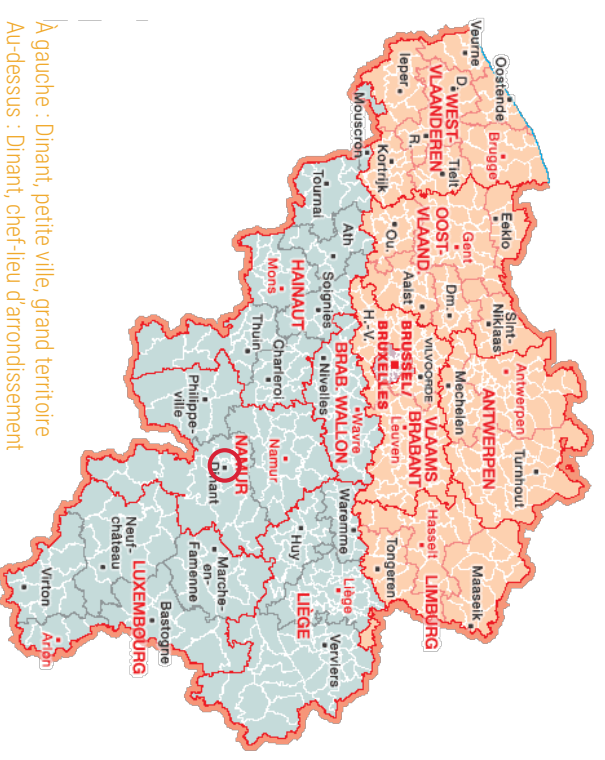 Veurne
Oostende
D.
Ieper
WEST-
VLAANDEREN
Brugge
R.
Tielt
Mouscron
Kortrijk
Eeklo
OOST-
VLAAND
Gent
Ou.
Aalst
Dm.
Sint-
Niklaas
H.-V.
BRUSSEL
BRUXELLES
VILVOORDE
VLAAMS
BRABANT
Leuven
Mechelen
Antwerpen
ANTWERPEN
Turnhout
Hasselt
LIMBURG
Maaseik
Tongeren
Tournai
Ath
Mons
HAINAUT
Soignies
Thuin
Charleroi
Nivelles
BRAB. WALLON
Wavre
Philippe-
ville
NAMUR
Namur
Dinant
Waremme
Huy
Liège
LIÈGE
Verviers
Marche-
en-
Famenne
Neuf-
château
LUXEMBOURG
Bastogne
Virton
Arlon
À gauche : Dinant, petite ville, grand territoire
Au-dessus : Dinant, chef-lieu d'arrondissement